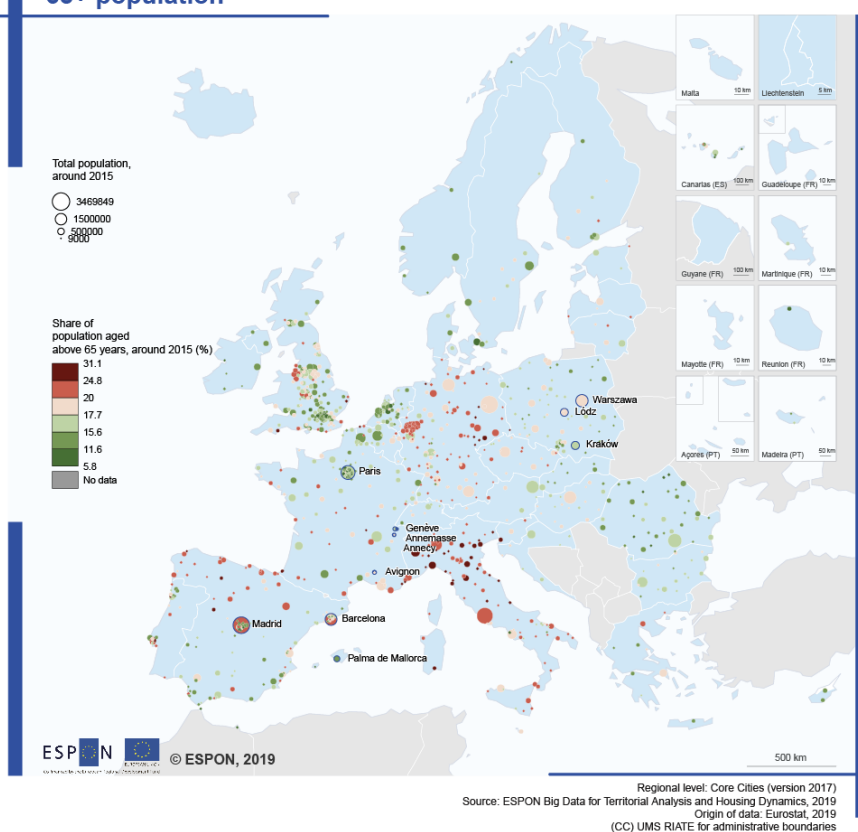 population
Total population,
around 2015
3469849
1500000
500000
9000
Share of
population aged
above 65 years, around 2015 (%)
31.1
24.8
20
17.7
15.6
11.6
5.8
No data
Malta
10 km
Liechtenstein
5 km
Canarias (ES)
100 km
Guadeloupe (FR)
10 km
Guyane (FR)
100 km
Martinique (FR)
10 km
Mayotte (FR)
10 km
Reunion (FR)
10 km
Açores (PT)
50 km
Madeira (PT)
50 km
Warszawa
Lódz
Kraków
Paris
Genève
Annemasse
Annecy
Avignon
Madrid
Barcelona
Palma de Mallorca
ESPON
© ESPON, 2019
500 km
Regional level: Core Cities (version 2017)
Source: ESPON Big Data for Territorial Analysis and Housing Dynamics, 2019
Origin of data: Eurostat, 2019
(CC) UMS RIATE for administrative boundaries